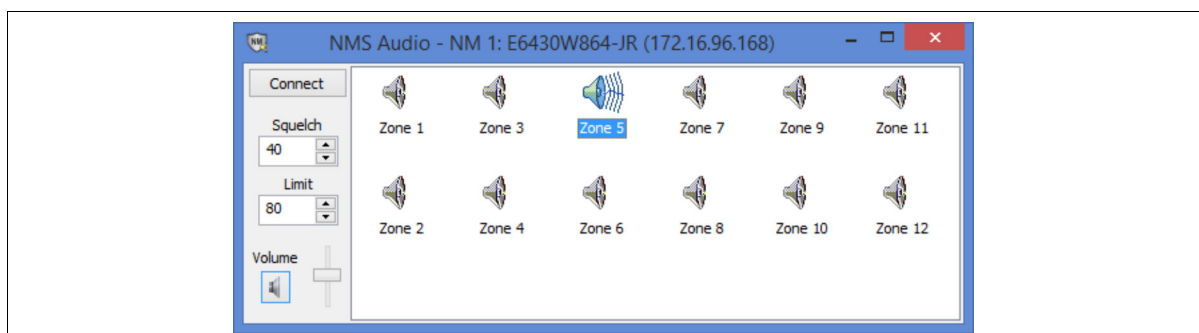 NM
NMS Audio - NM 1: E6430W864-JR (172.16.96.168)
Connect
Squelch
40
Limit
80
Volume
Zone 1 Zone 3 Zone 5 Zone 7 Zone 9 Zone 11
Zone 2 Zone 4 Zone 6 Zone 8 Zone 10 Zone 12